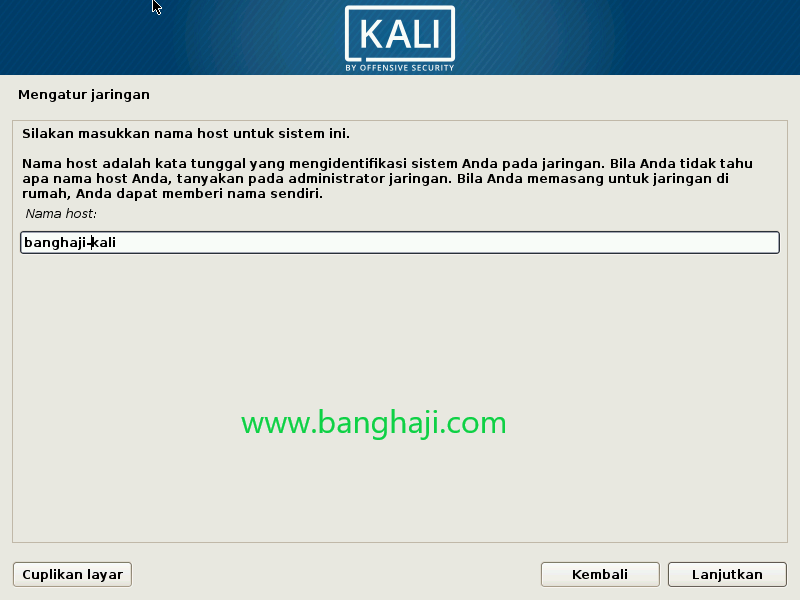 KALI
BY OFFENSIVE SECURITY
Mengatur jaringan
Silakan masukkan nama host untuk sistem ini.
Nama host adalah kata tunggal yang mengidentifikasi sistem Anda pada jaringan. Bila Anda tidak tahu
apa nama host Anda, tanyakan pada administrator jaringan. Bila Anda memasang untuk jaringan di
rumah, Anda dapat memberi nama sendiri.
Nama host:
banghaji-kali
www.banghaji.com
Cuplikan layar
Kembali
Lanjutkan